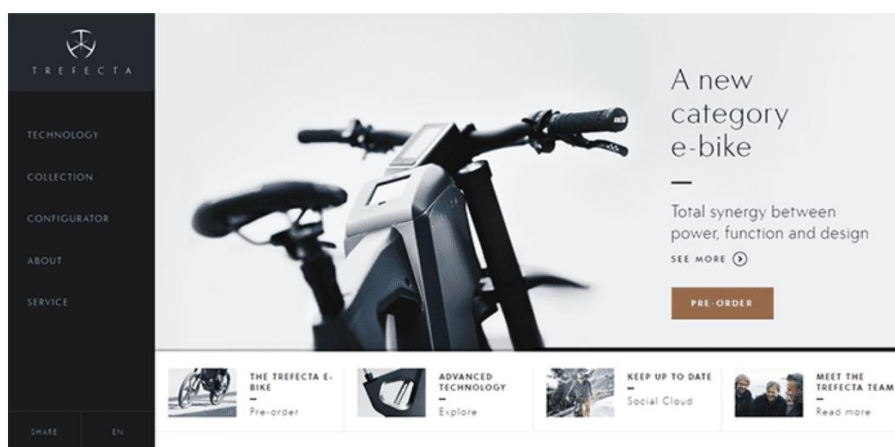 TREFECTA
TECHNOLOGY
COLLECTION
CONFIGURATOR
ABOUT
SERVICE
SHARE
EN
A new
category
e-bike
Total synergy between
power, function and design
SEE MORE
PRE-ORDER
THE TREFECTA E-
BIKE
Pre-order
ADVANCED
TECHNOLOGY
Explore
KEEP UP TO DATE
Social Cloud
MEET THE
TREFECTA TEAM
Read more